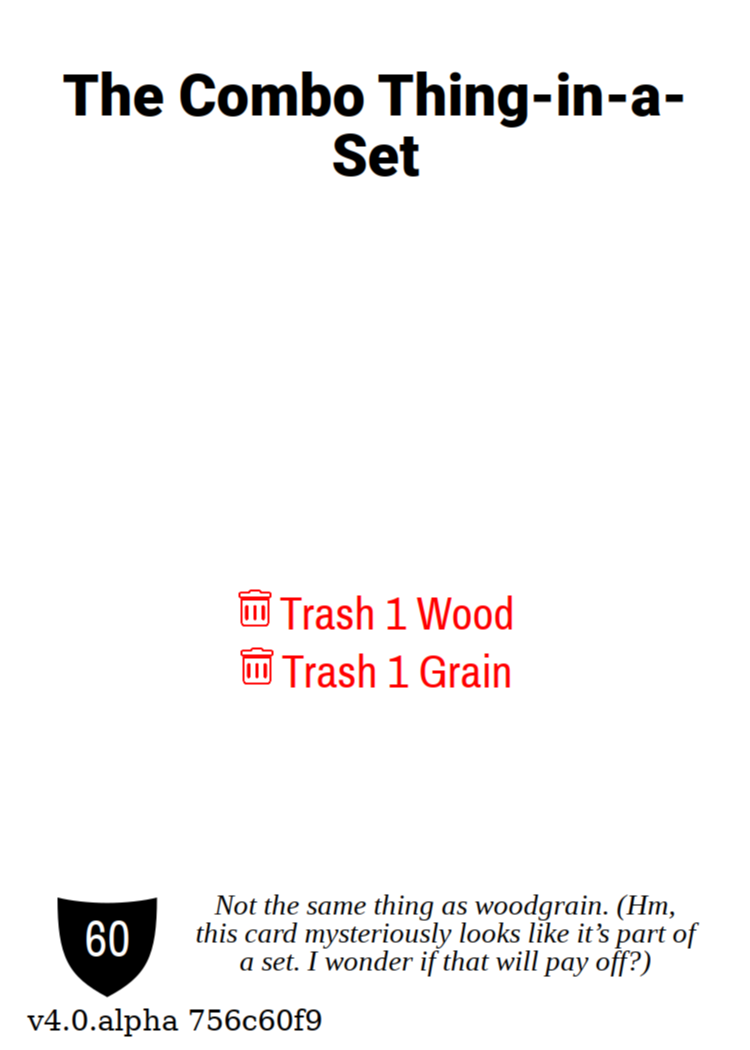 The Combo Thing-in-a-
Set
Trash 1 Wood
Trash 1 Grain
60
Not the same thing as woodgrain. (Hm,
this card mysteriously looks like it’s part of
a set. I wonder if that will pay off?)
v4.0.alpha 756c60f9